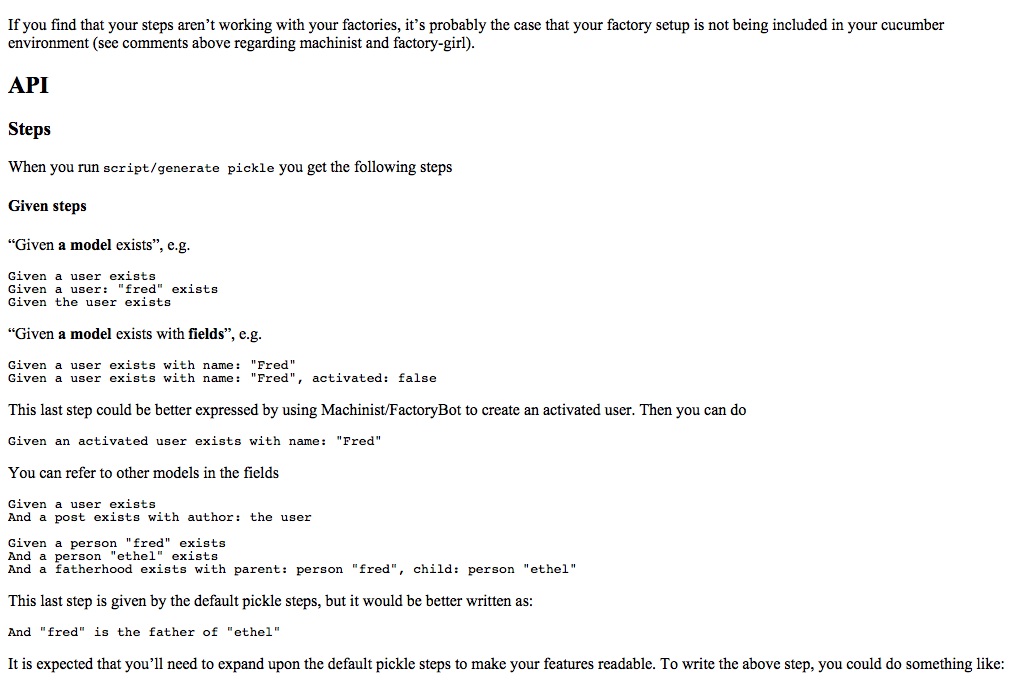 If you find that your steps aren’t working with your factories, it’s probably the case that your factory setup is not being included in your cucumber
environment (see comments above regarding machinist and factory-girl).
API
Steps
When you run script/generate pickle you get the following steps
Given steps
“Given a model exists”, e.g.
Given a user exists
Given a user: "fred" exists
Given the user exists
“Given a model exists with fields”, e.g.
Given a user exists with name: "Fred"
Given a user exists with name: "Fred", activated: false
This last step could be better expressed by using Machinist/FactoryBot to create an activated user. Then you can do
Given an activated user exists with name: "Fred"
You can refer to other models in the fields
Given a user exists
And a post exists with author: the user
Given a person "fred" exists
And a person "ethel" exists
And a fatherhood exists with parent: person "fred", child: person "ethel"
This last step is given by the default pickle steps, but it would be better written as:
And "fred" is the father of "ethel"
It is expected that you’ll need to expand upon the default pickle steps to make your features readable. To write the above step, you could do something like: